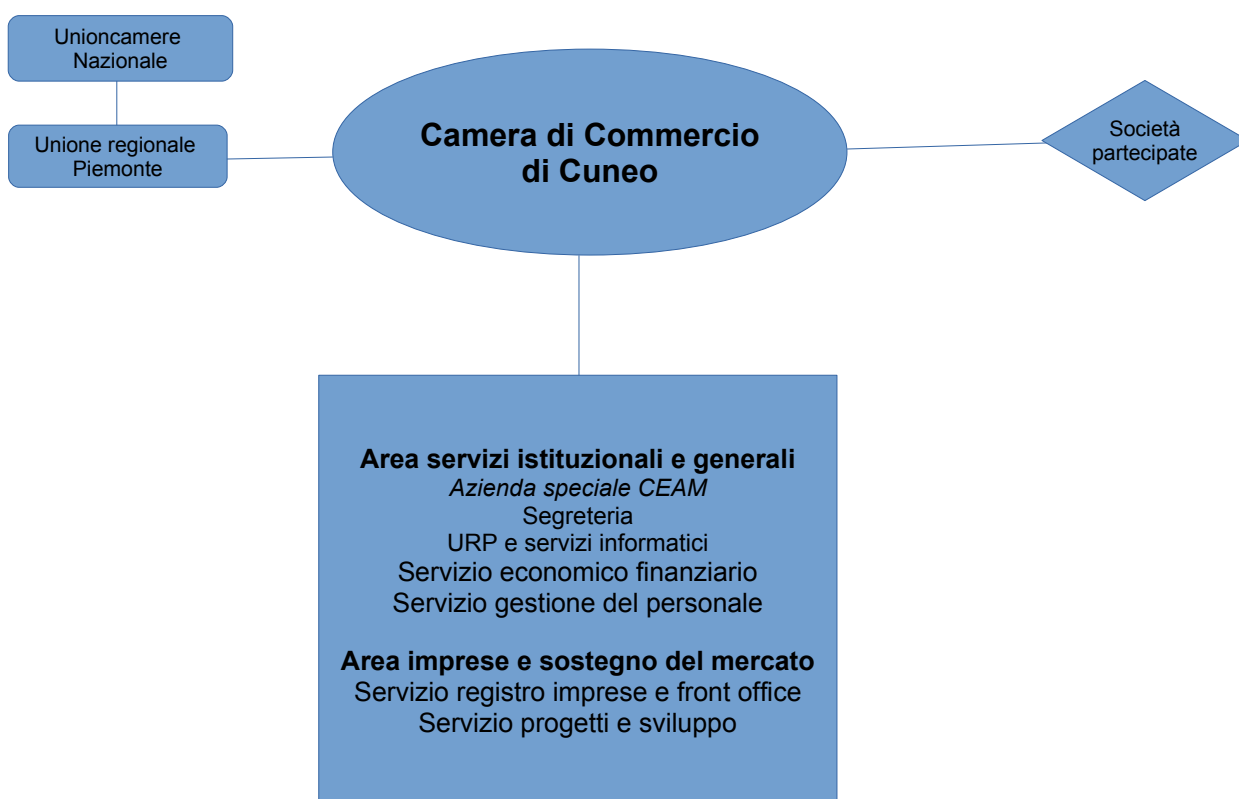 Unioncamere
Nazionale
Unione regionale
Piemonte
Camera di Commercio
di Cuneo
Società
partecipate
Area servizi istituzionali e generali
Azienda speciale CEAM
Segreteria
URP e servizi informatici
Servizio economico finanziario
Servizio gestione del personale
Area imprese e sostegno del mercato
Servizio registro imprese e front office
Servizio progetti e sviluppo